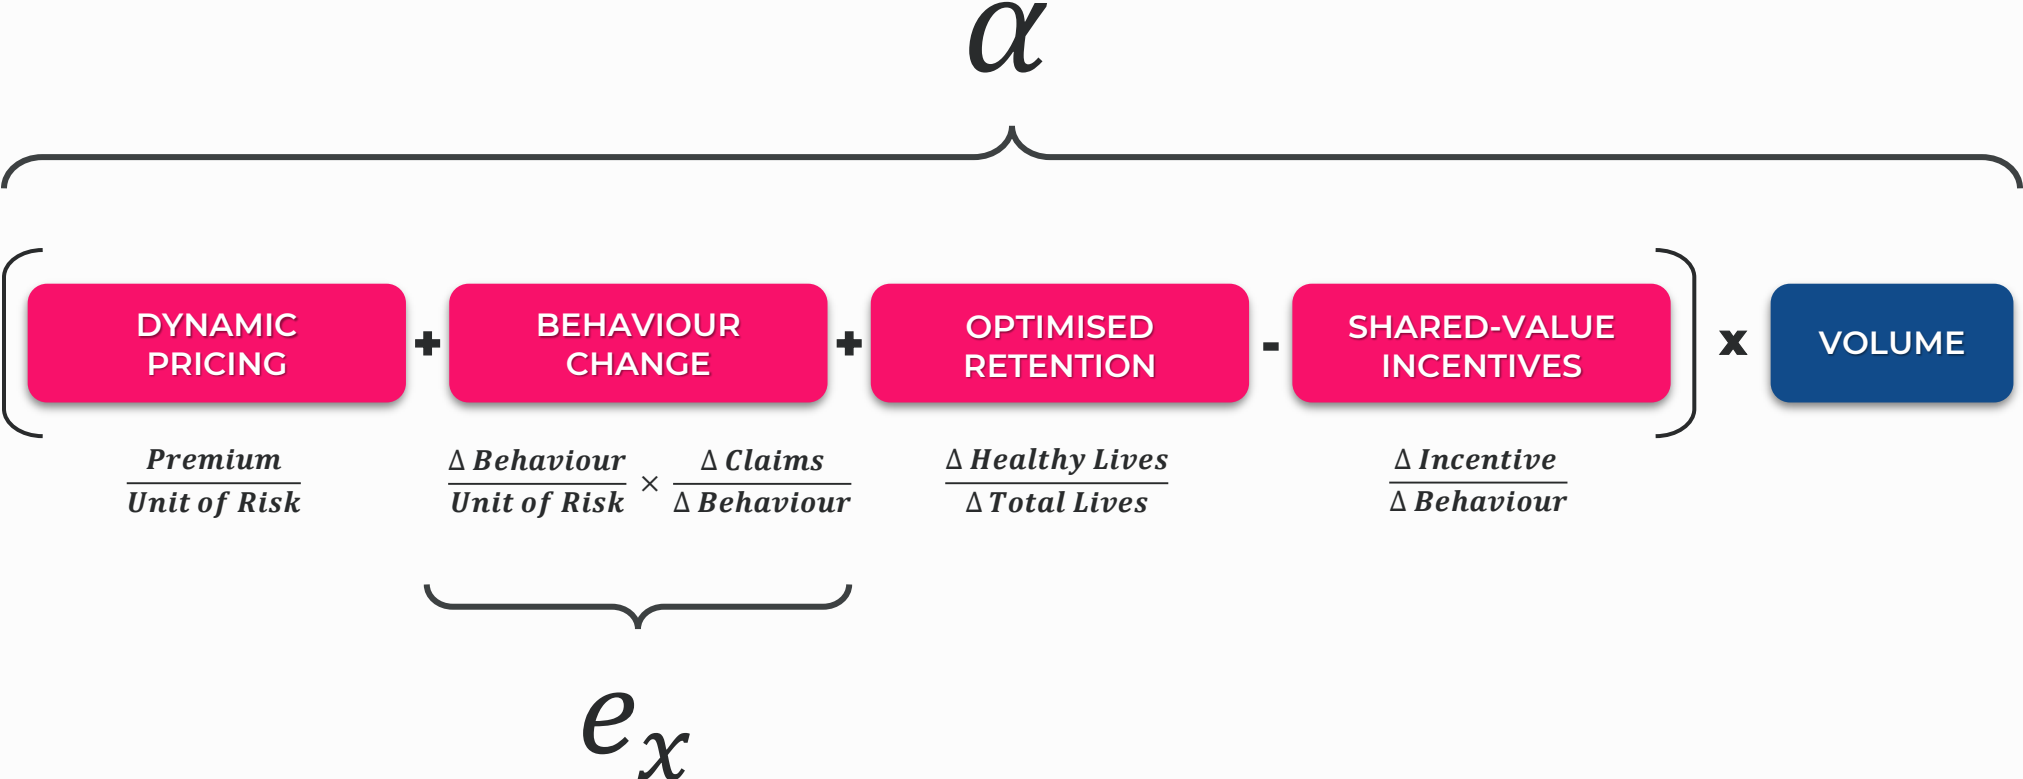 α
DYNAMIC
PRICING
+
BEHAVIOUR
CHANGE
+
OPTIMISED
RETENTION
-
SHARED-VALUE
INCENTIVES
x
VOLUME
Premium
Unit of Risk
Δ Behaviour
Unit of Risk
×
Δ Claims
Δ Behaviour
Δ Healthy Lives
Δ Total Lives
Δ Incentive
Δ Behaviour
eₓ